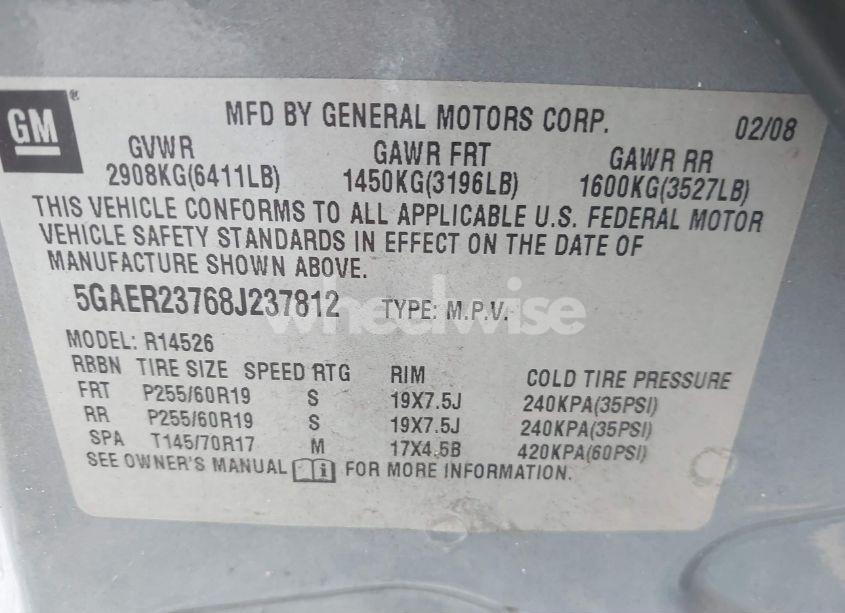 GM ®
MFD BY GENERAL MOTORS CORP. 02/08
GVWR GAWR FRT GAWR RR
2908KG(6411LB) 1450KG(3196LB) 1600KG(3527LB)
THIS VEHICLE CONFORMS TO ALL APPLICABLE U.S. FEDERAL MOTOR
VEHICLE SAFETY STANDARDS IN EFFECT ON THE DATE OF
MANUFACTURE SHOWN ABOVE.
5GAER23768J237812 TYPE: M.P.V.
wheelwise
MODEL: R14526
RBBN TIRE SIZE SPEED RTG RIM COLD TIRE PRESSURE
FRT P255/60R19 S 19X7.5J 240KPA(35PSI)
RR P255/60R19 S 19X7.5J 240KPA(35PSI)
SPA T145/70R17 M 17X4.5B 420KPA(60PSI)
SEE OWNER'S MANUAL i FOR MORE INFORMATION.